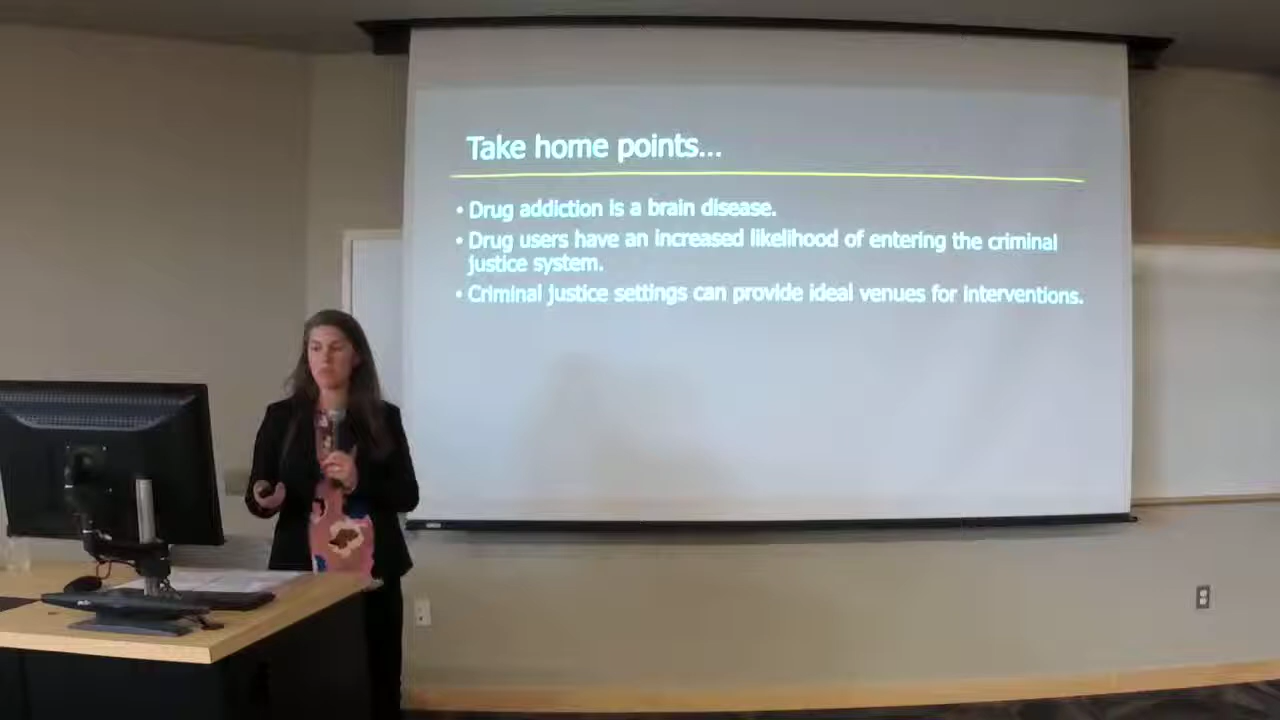 Take home points...
• Drug addiction is a brain disease.
• Drug users have an increased likelihood of entering the criminal
justice system.
• Criminal justice settings can provide ideal venues for interventions.